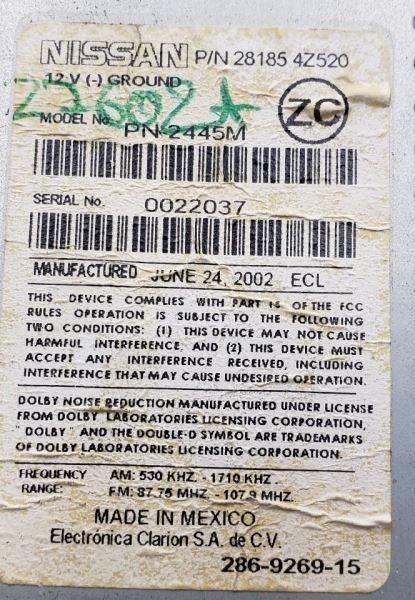 NISSAN P/N 28185 4Z520
12 V (-) GROUND
22602*
ZC
MODEL No. PN-2445M
SERIAL No. 0022037
MANUFACTURED JUNE 24, 2002 ECL
THIS DEVICE COMPLIES WITH PART 15 OF THE FCC
RULES OPERATION IS SUBJECT TO THE FOLLOWING
TWO CONDITIONS: (1) THIS DEVICE MAY NOT CAUSE
HARMFUL INTERFERENCE, AND (2) THIS DEVICE MUST
ACCEPT ANY INTERFERENCE RECEIVED, INCLUDING
INTERFERENCE THAT MAY CAUSE UNDESIRED OPERATION.
DOLBY NOISE REDUCTION MANUFACTURED UNDER LICENSE
FROM DOLBY LABORATORIES LICENSING CORPORATION,
"DOLBY" AND THE DOUBLE-D SYMBOL ARE TRADEMARKS
OF DOLBY LABORATORIES LICENSING CORPORATION.
FREQUENCY AM: 530 KHZ. - 1710 KHZ.
RANGE: FM: 87.75 MHZ. - 107.9 MHZ.
MADE IN MEXICO
Electrónica Clarion S.A. de C.V.
286-9269-15